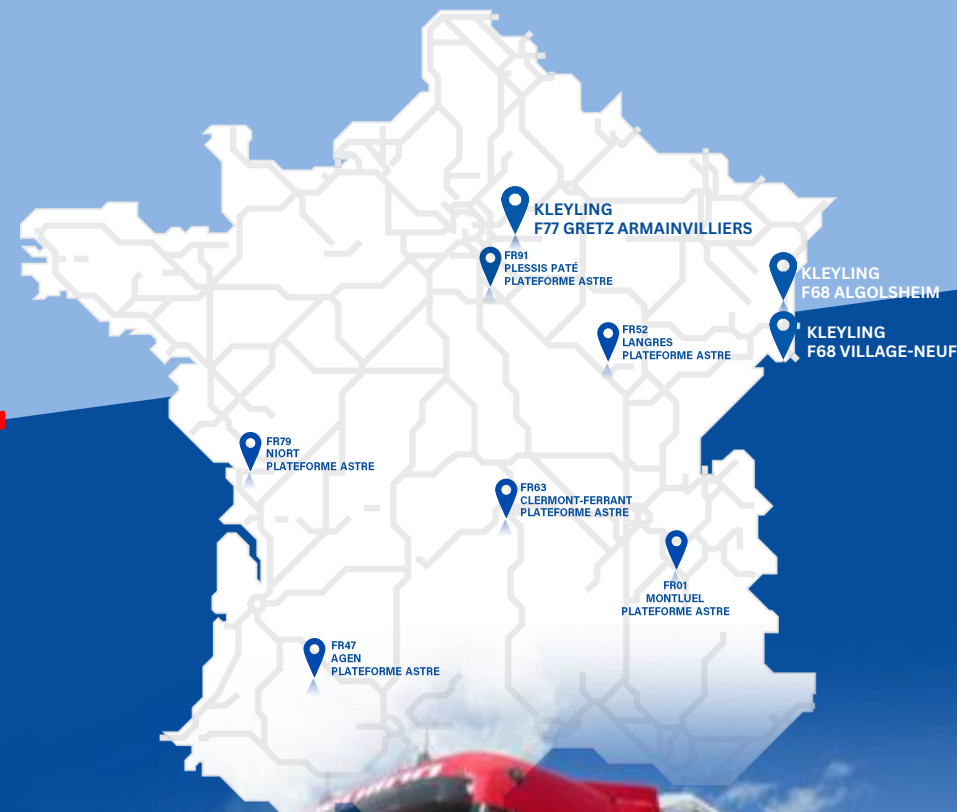 KLEYLING
F77 GRETZ ARMAINVILLIERS
FR91
PLESSIS PATÉ
PLATEFORME ASTRE
KLEYLING
F68 ALGOLSHEIM
KLEYLING
F68 VILLAGE-NEUF
FR52
LANGRES
PLATEFORME ASTRE
FR79
NIORT
PLATEFORME ASTRE
FR63
CLERMONT-FERRANT
PLATEFORME ASTRE
FR01
MONTLUEL
PLATEFORME ASTRE
FR47
AGEN
PLATEFORME ASTRE